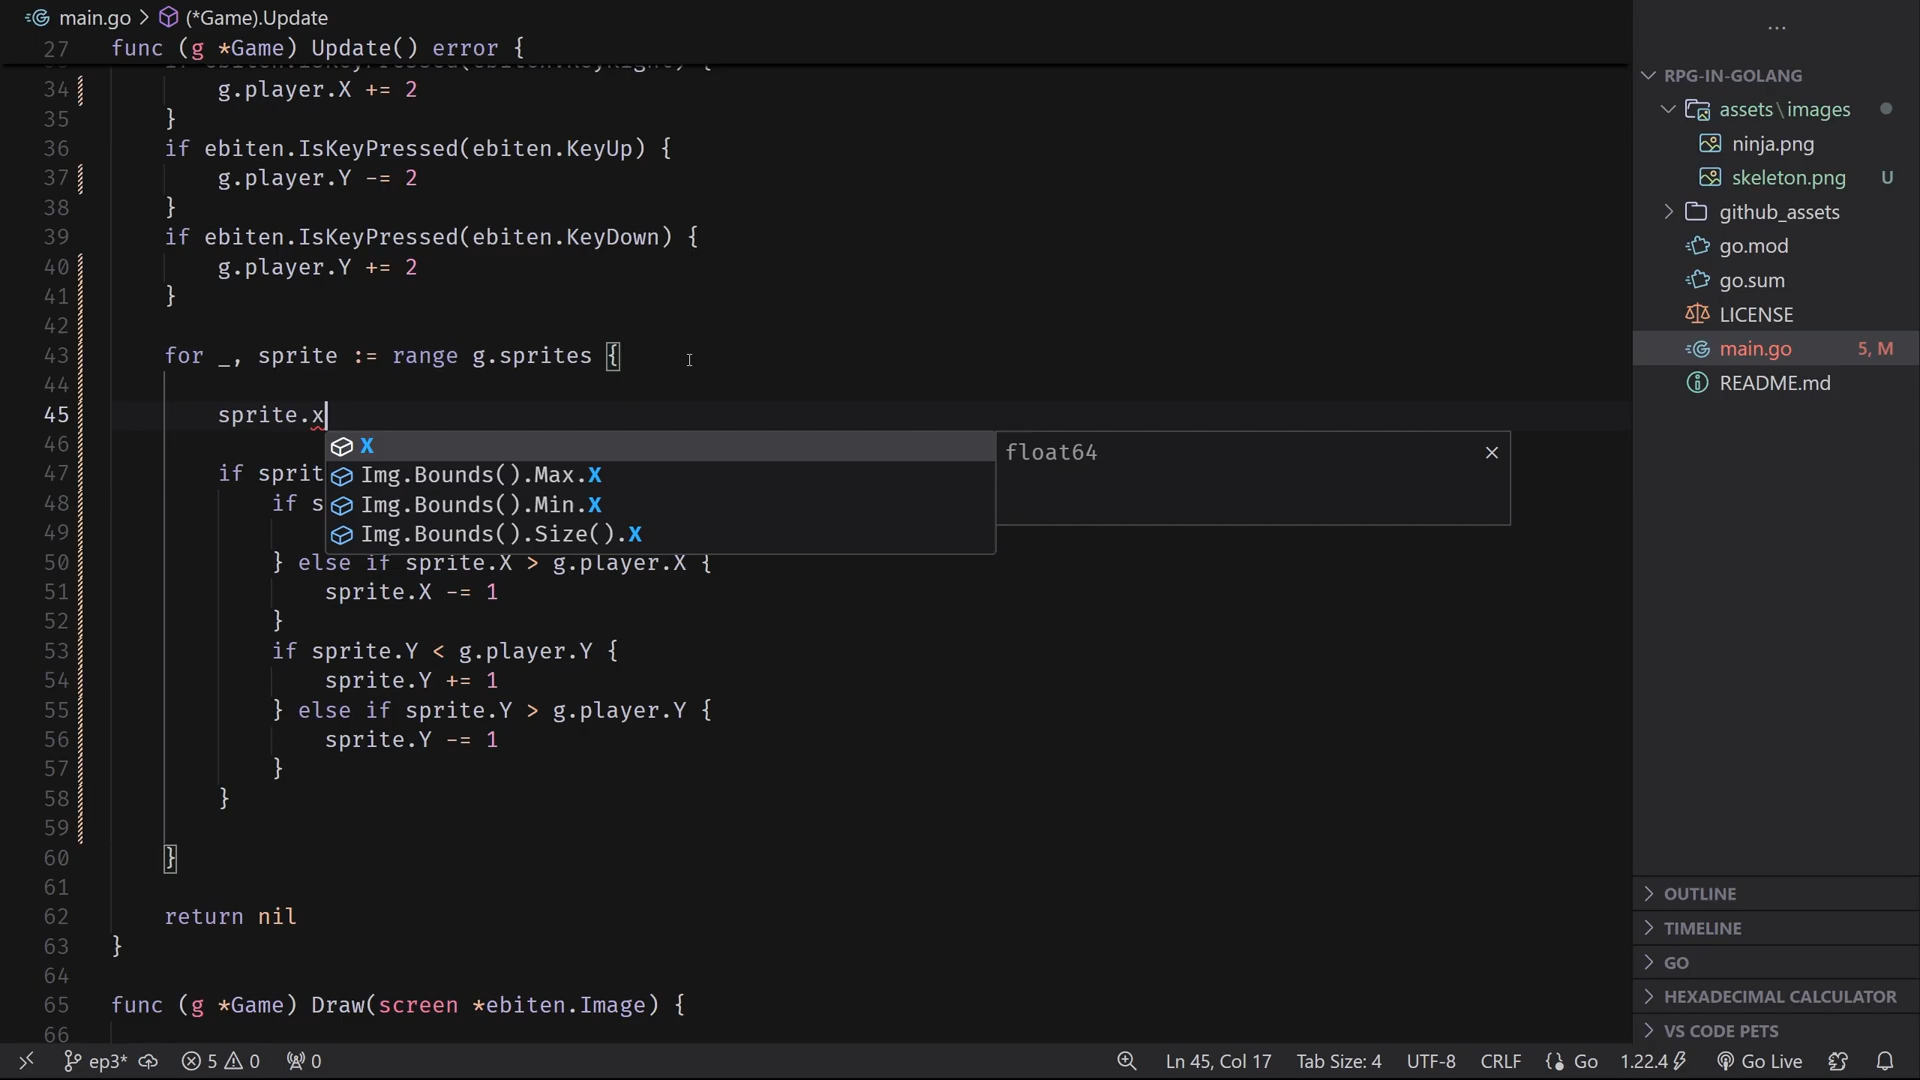 main.go > (*Game).Update
27 func (g *Game) Update() error {
34 g.player.X += 2
35 }
36 if ebiten.IsKeyPressed(ebiten.KeyUp) {
37 g.player.Y -= 2
38 }
39 if ebiten.IsKeyPressed(ebiten.KeyDown) {
40 g.player.Y += 2
41 }
42
43 for _, sprite := range g.sprites {
44
45 sprite.x
46 X
float64
47 if sprit
Img.Bounds().Max.X
48 if s
Img.Bounds().Min.X
49
Img.Bounds().Size().X
50 } else if sprite.X > g.player.X {
51 sprite.X -= 1
52 }
53 if sprite.Y < g.player.Y {
54 sprite.Y += 1
55 } else if sprite.Y > g.player.Y {
56 sprite.Y -= 1
57 }
58 }
59
60 }
61
62 return nil
63 }
64
65 func (g *Game) Draw(screen *ebiten.Image) {
66
...
RPG-IN-GOLANG
assets\images
ninja.png
skeleton.png U
github_assets
go.mod
go.sum
LICENSE
main.go 5, M
README.md
OUTLINE
TIMELINE
GO
HEXADECIMAL CALCULATOR
VS CODE PETS
ep3* 5 0 0 Ln 45, Col 17 Tab Size: 4 UTF-8 CRLF {} Go 1.22.4 Go Live